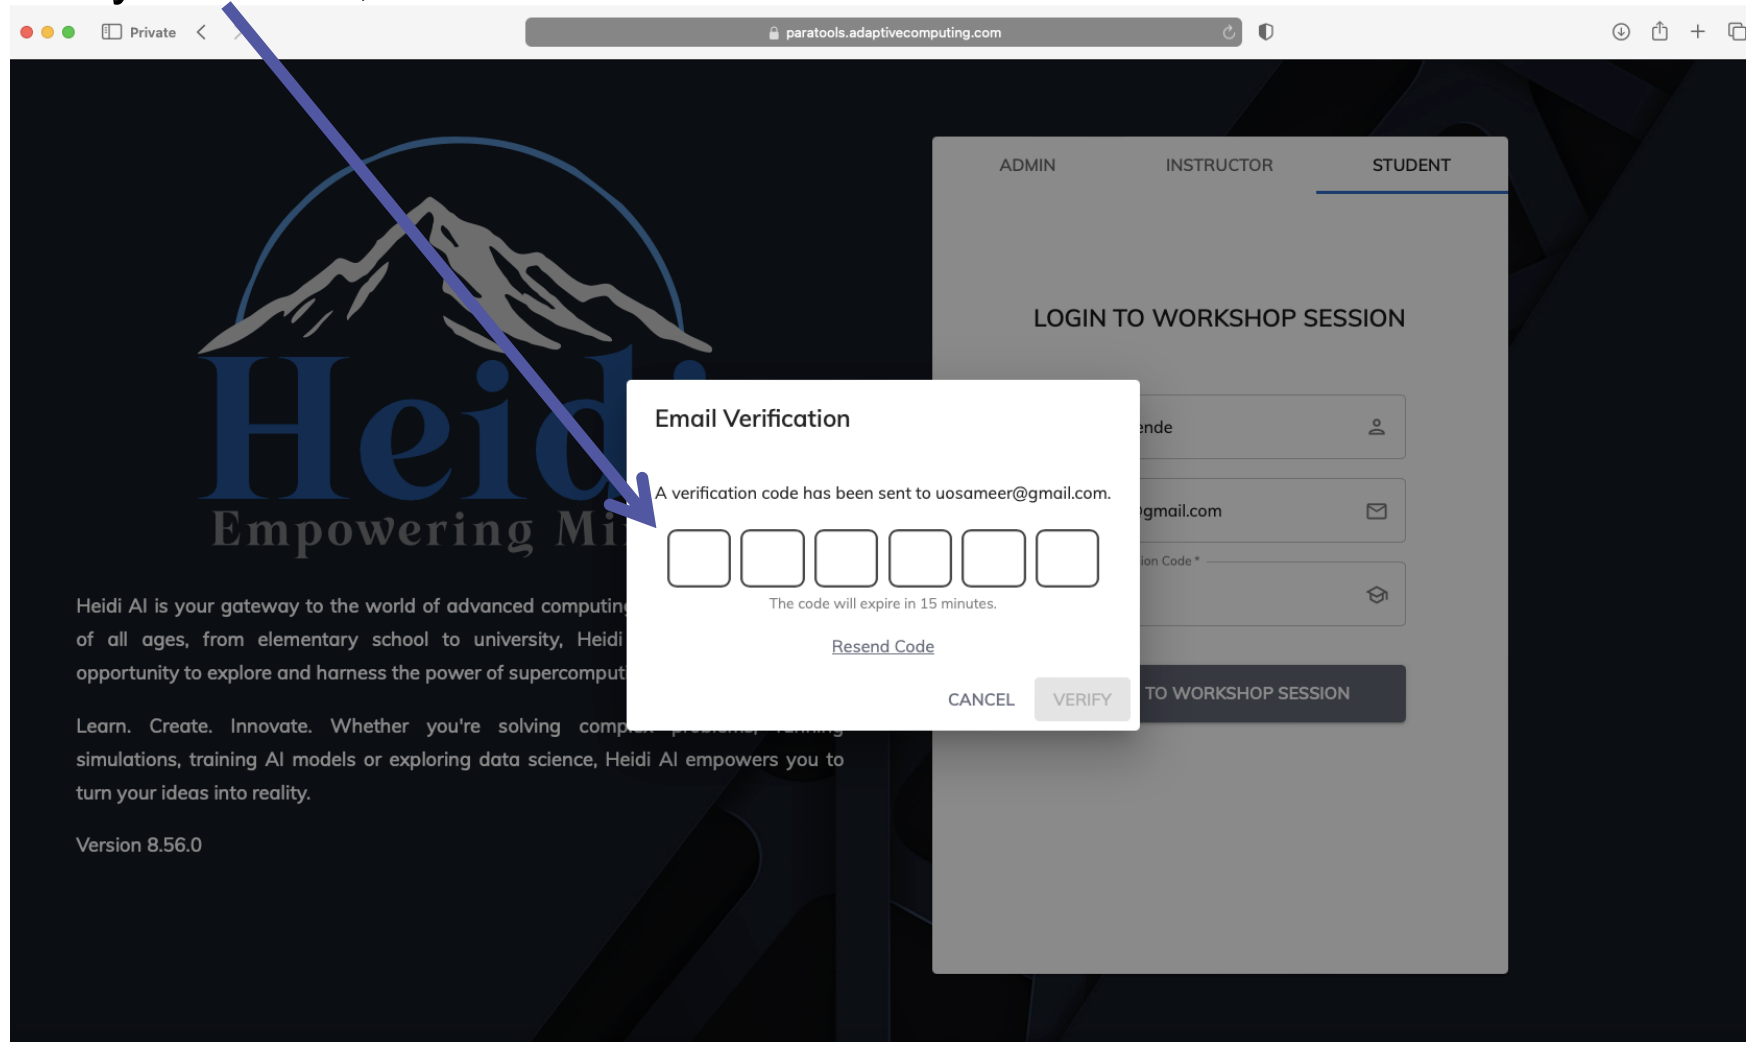 Private
paratools.adaptivecomputing.com
ADMIN INSTRUCTOR STUDENT
LOGIN TO WORKSHOP SESSION
Email Verification
A verification code has been sent to uosameer@gmail.com.
The code will expire in 15 minutes.
Resend Code
CANCEL VERIFY
ende
gmail.com
ion Code *
TO WORKSHOP SESSION
Heid
Empowering Mi
Heidi AI is your gateway to the world of advanced computin
of all ages, from elementary school to university, Heidi
opportunity to explore and harness the power of supercomput
Learn. Create. Innovate. Whether you're solving complex problems, running
simulations, training AI models or exploring data science, Heidi AI empowers you to
turn your ideas into reality.
Version 8.56.0